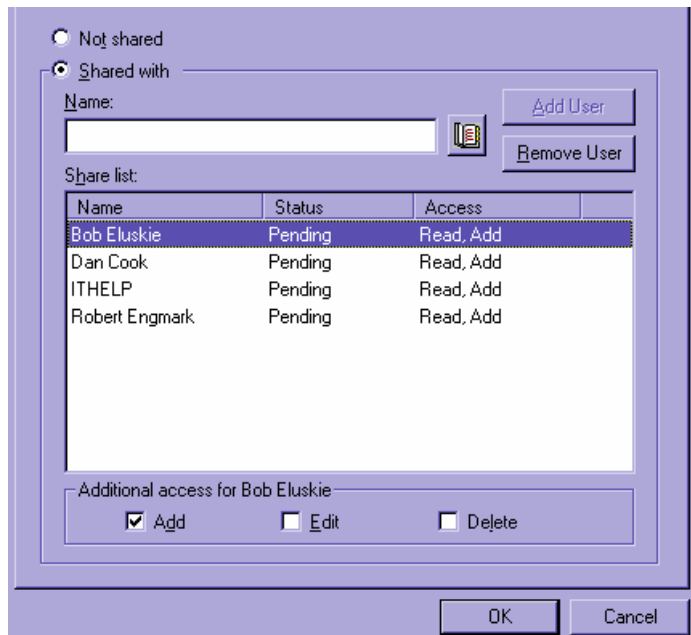 Not shared
Shared with
Name:
Add User
Remove User
Share list:
Name Status Access
Bob Eluskie Pending Read, Add
Dan Cook Pending Read, Add
ITHELP Pending Read, Add
Robert Engmark Pending Read, Add
Additional access for Bob Eluskie
Add Edit Delete
OK Cancel